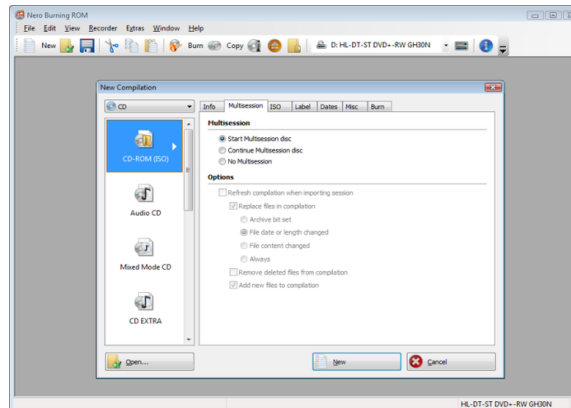 Nero Burning ROM
File Edit View Recorder Extras Window Help
New Burn Copy D: HL-DT-ST DVD+-RW GH30N
New Compilation
CD
Info Multisession ISO Label Dates Misc Burn
Multisession
Start Multisession disc
Continue Multisession disc
No Multisession
Options
Refresh compilation when importing session
Replace files in compilation
Archive bit set
File date or length changed
File content changed
Always
Remove deleted files from compilation
Add new files to compilation
CD-ROM (ISO)
Audio CD
Mixed Mode CD
CD EXTRA
Open... New Cancel
HL-DT-ST DVD+-RW GH30N